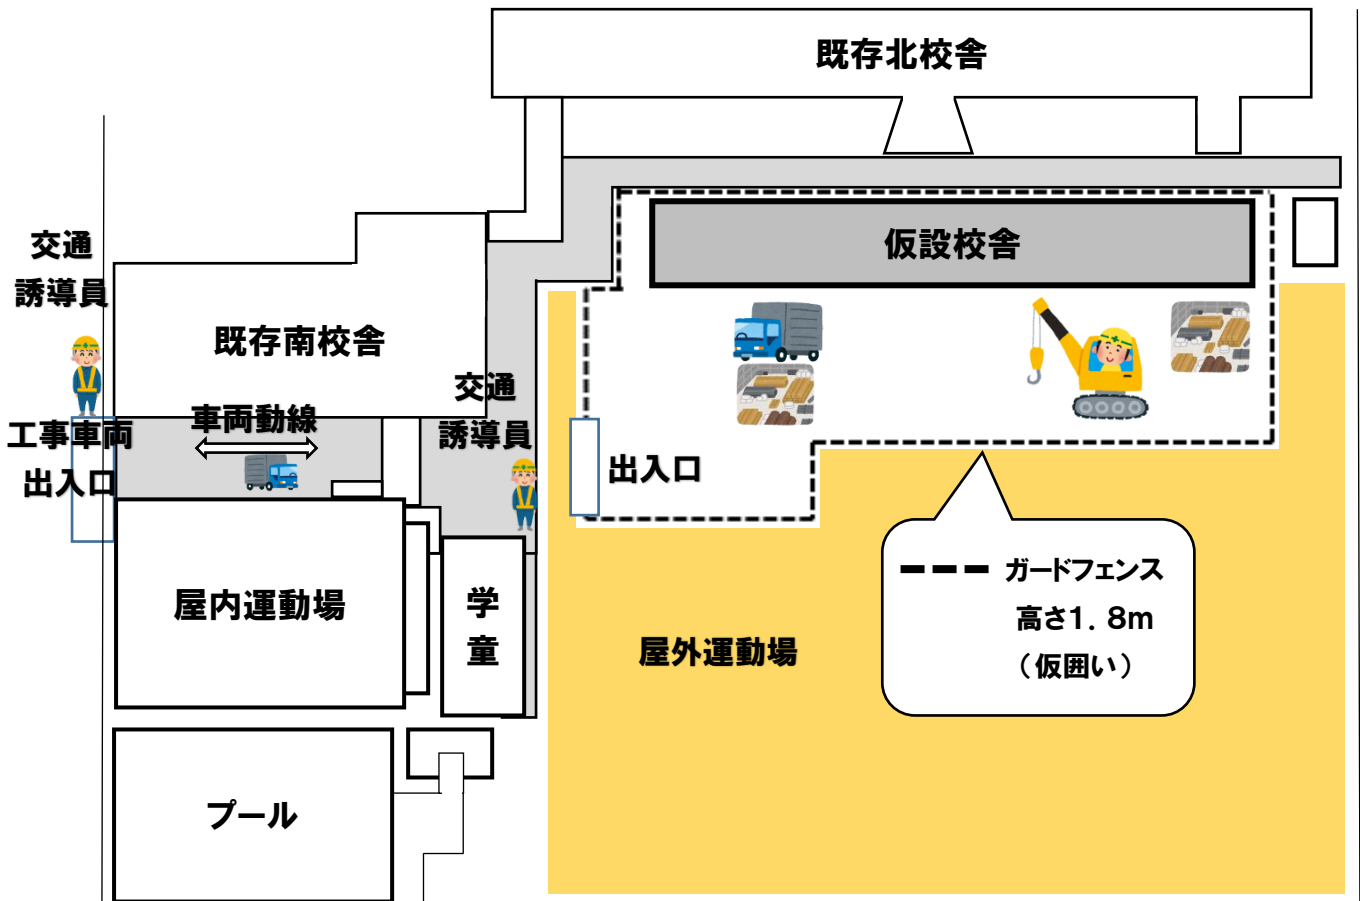 既存北校舎
仮設校舎
交通
誘導員
既存南校舎
交通
誘導員
車両動線
工事車両
出入口
出入口
ガードフェンス
高さ1．8m
（仮囲い）
屋内運動場
学
童
屋外運動場
プール